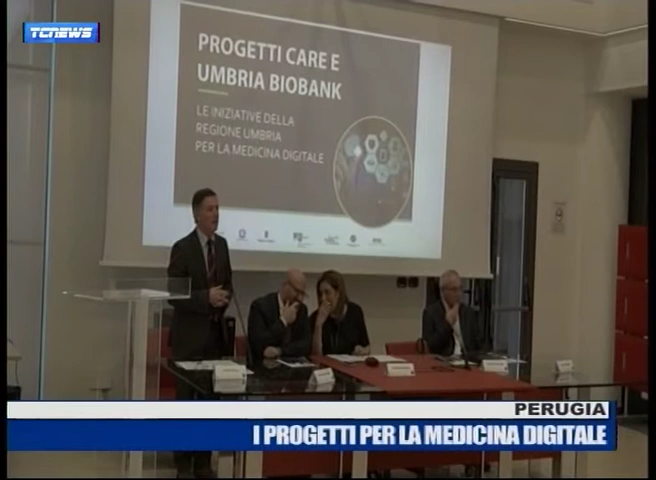 TCNEWS
PROGETTI CARE E
UMBRIA BIOBANK
LE INIZIATIVE DELLA
REGIONE UMBRIA
PER LA MEDICINA DIGITALE
PERUGIA
I PROGETTI PER LA MEDICINA DIGITALE